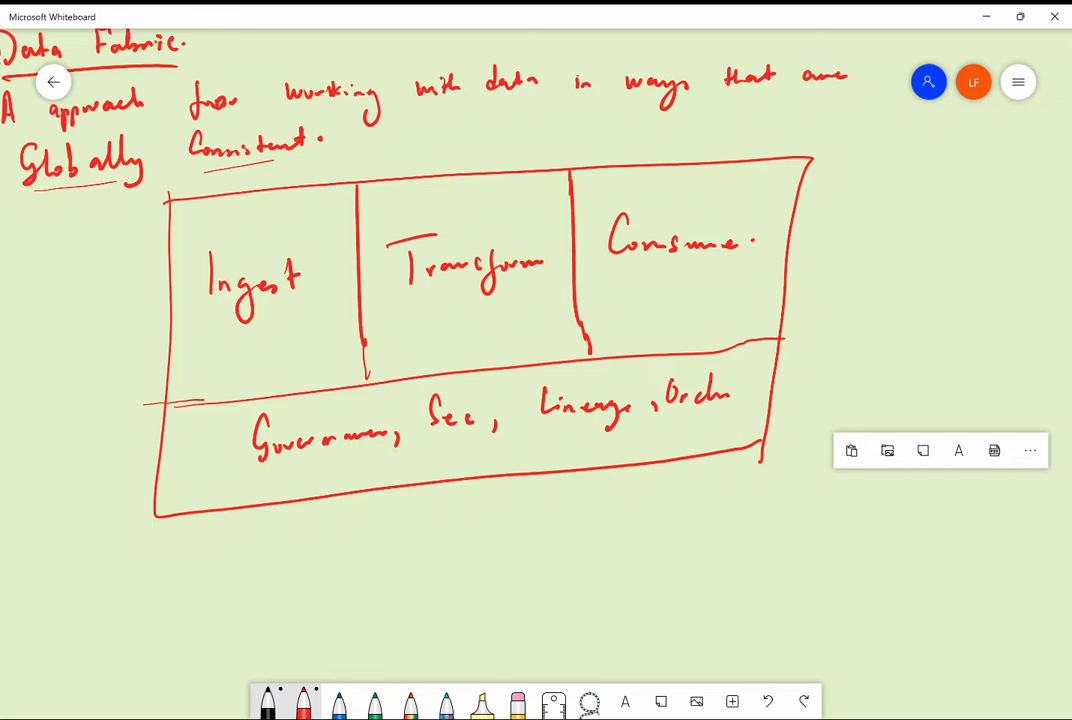 Microsoft Whiteboard
Data Fabric.
A approach for working with data in ways that are
Globally Consistent.
Ingest
Transform
Consume.
Governance, Sec, Lineage, Orch
LF
A
A